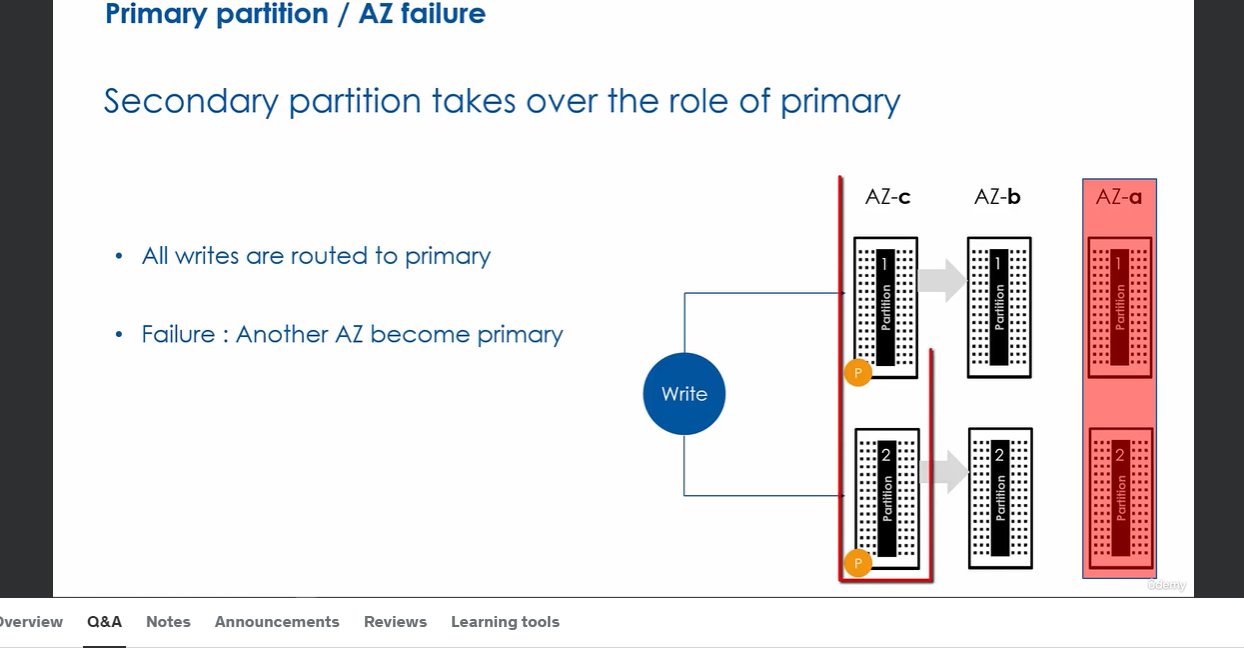 Primary partition / AZ failure
Secondary partition takes over the role of primary
• All writes are routed to primary
• Failure : Another AZ become primary
Write
AZ-c
AZ-b
AZ-a
1
Partition
1
Partition
1
Partition
P
2
Partition
2
Partition
2
Partition
P
ûdemy
Overview
Q&A
Notes
Announcements
Reviews
Learning tools